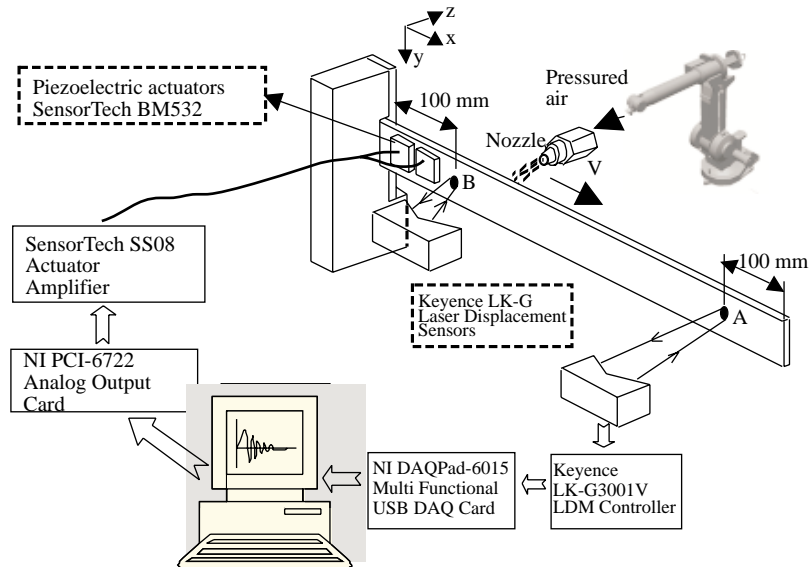 z
x
y
Piezoelectric actuators
SensorTech BM532
100 mm
Pressured
air
Nozzle
V
B
SensorTech SS08
Actuator
Amplifier
100 mm
Keyence LK-G
Laser Displacement
Sensors
A
NI PCI-6722
Analog Output
Card
NI DAQPad-6015
Multi Functional
USB DAQ Card
Keyence
LK-G3001V
LDM Controller